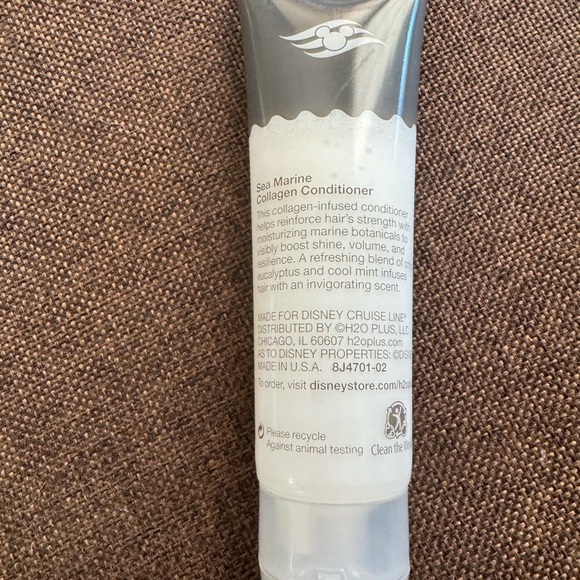 Sea Marine
Collagen Conditioner
This collagen-infused conditioner
helps reinforce hair's strength with
moisturizing marine botanicals to
visibly boost shine, volume, and
resilience. A refreshing blend of
eucalyptus and cool mint infuses
hair with an invigorating scent.
MADE FOR DISNEY CRUISE LINE®
DISTRIBUTED BY ©H2O PLUS, LLC
CHICAGO, IL 60607 h2oplus.com
AS TO DISNEY PROPERTIES: ©DISN
MADE IN U.S.A. 8J4701-02
To order, visit disneystore.com/h2op
Please recycle
Against animal testing
Clean the W